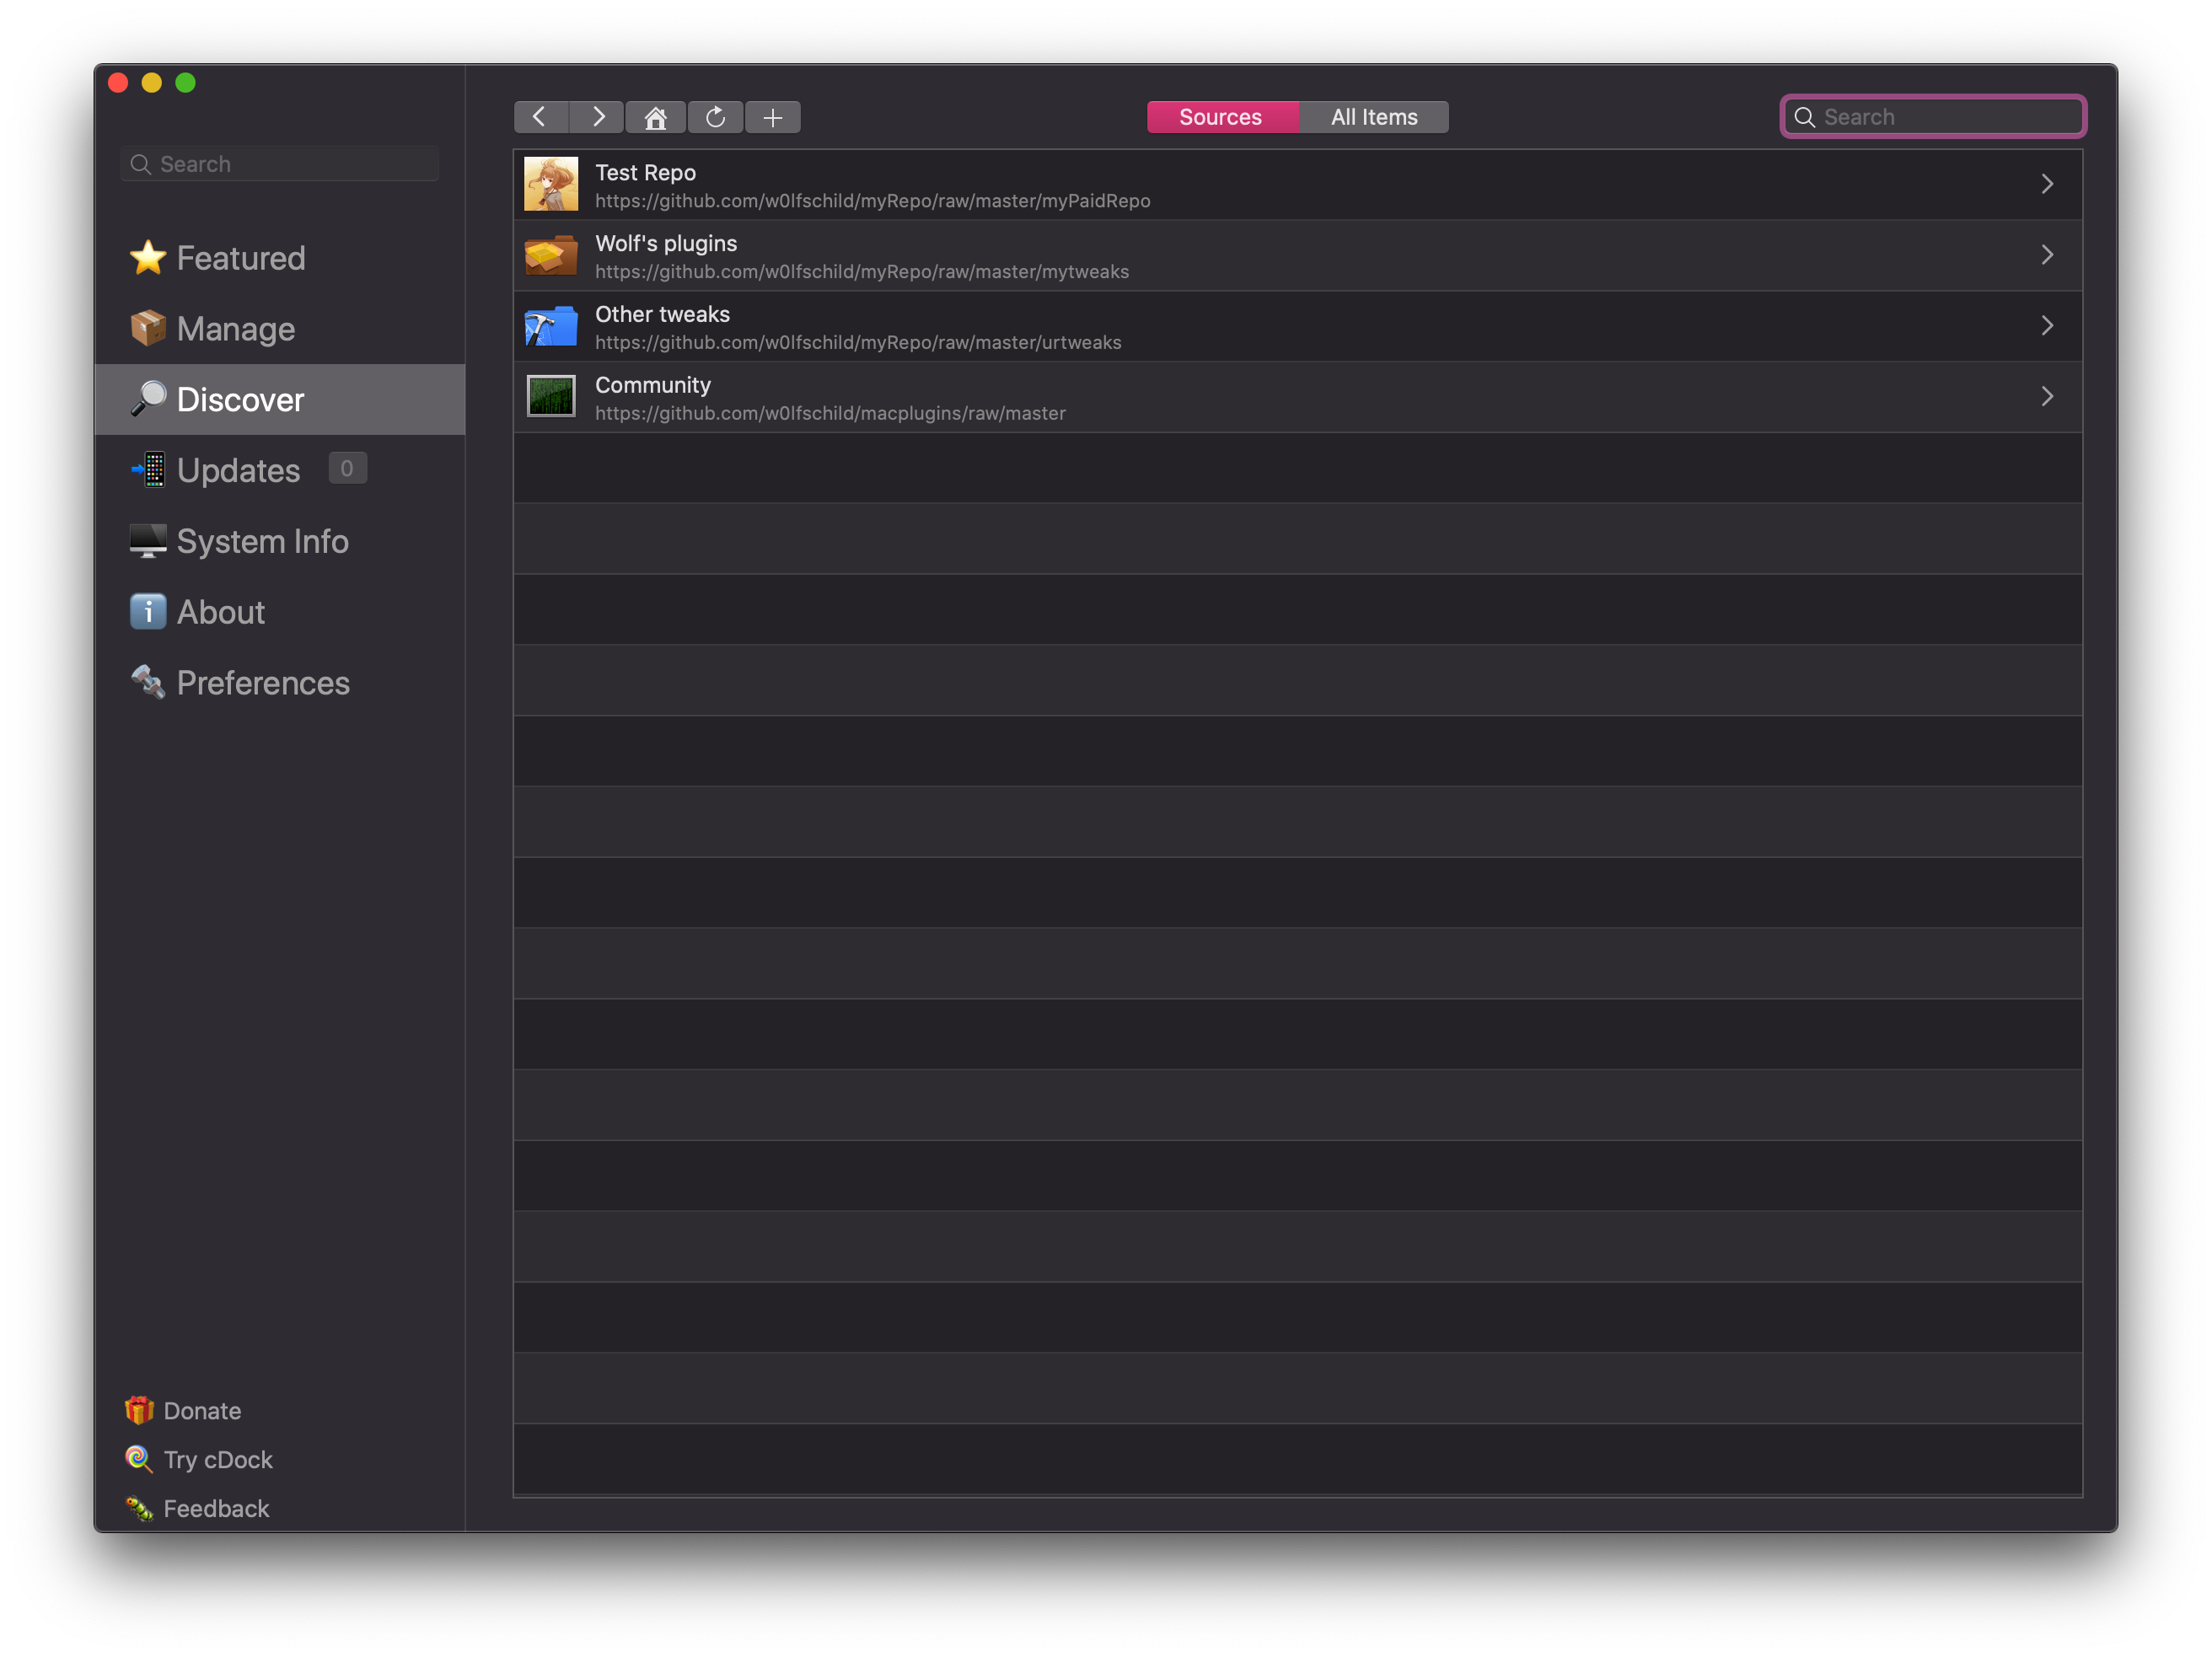 Search
Featured
Manage
Discover
Updates 0
System Info
About
Preferences
Donate
Try cDock
Feedback
Sources All Items
Search
Test Repo
https://github.com/w0lfschild/myRepo/raw/master/myPaidRepo
Wolf's plugins
https://github.com/w0lfschild/myRepo/raw/master/mytweaks
Other tweaks
https://github.com/w0lfschild/myRepo/raw/master/urtweaks
Community
https://github.com/w0lfschild/macplugins/raw/master